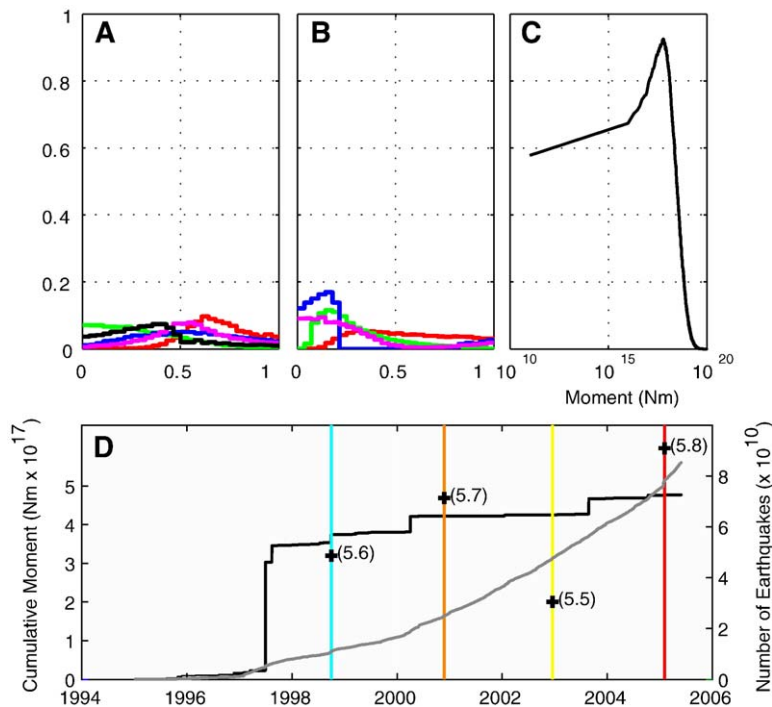 1
A
B
C
0.8
0.6
0.4
0.2
0
0 0.5 1
0 0.5 1
10^10 10^15 10^20
Moment (Nm)
D
Cumulative Moment (Nm x 10^17)
5
4
3
2
1
0
(5.6)
(5.7)
(5.5)
(5.8)
8
6
4
2
0
Number of Earthquakes (x 10^10)
1994 1996 1998 2000 2002 2004 2006